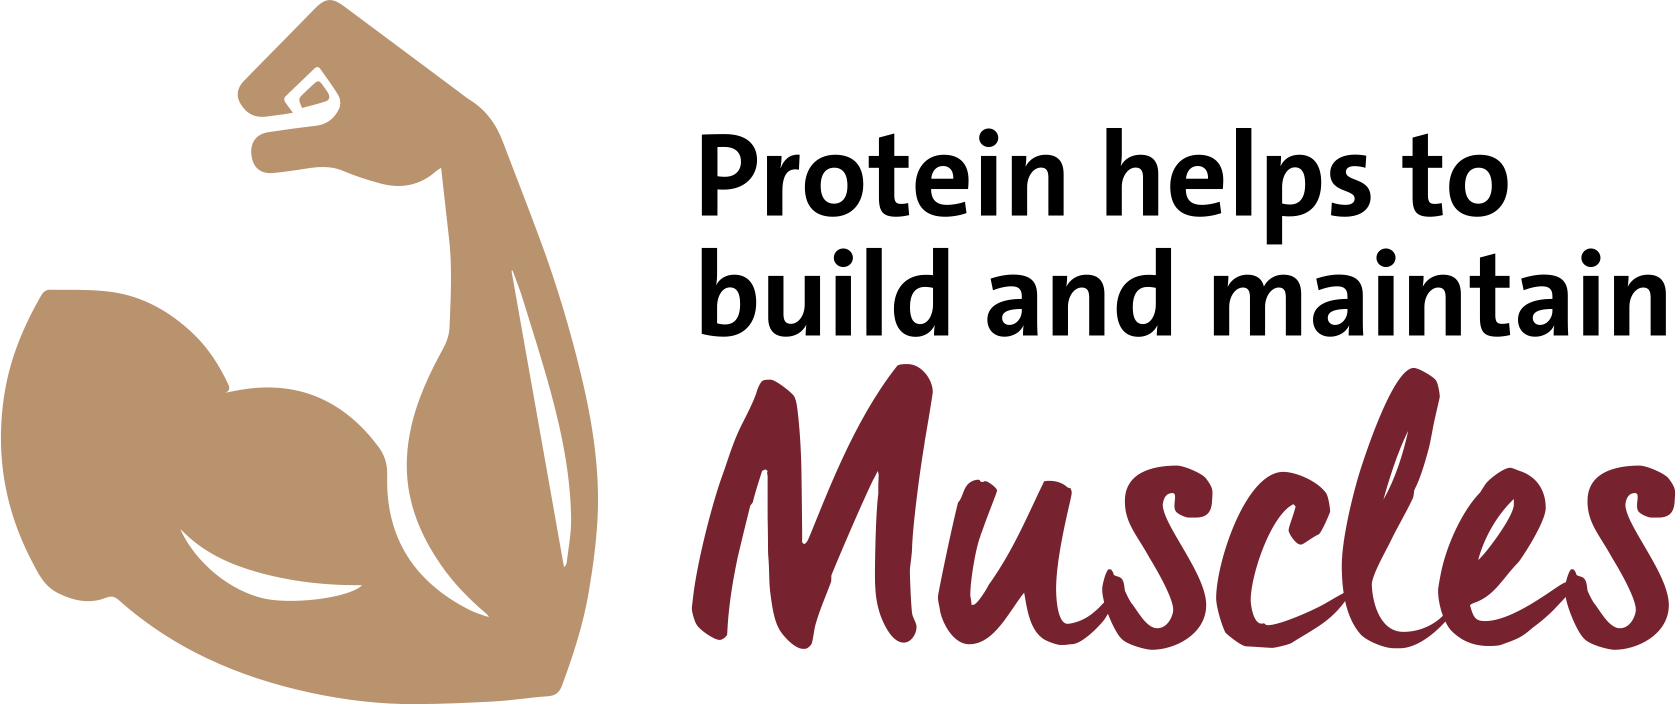 Protein helps to
build and maintain
Muscles